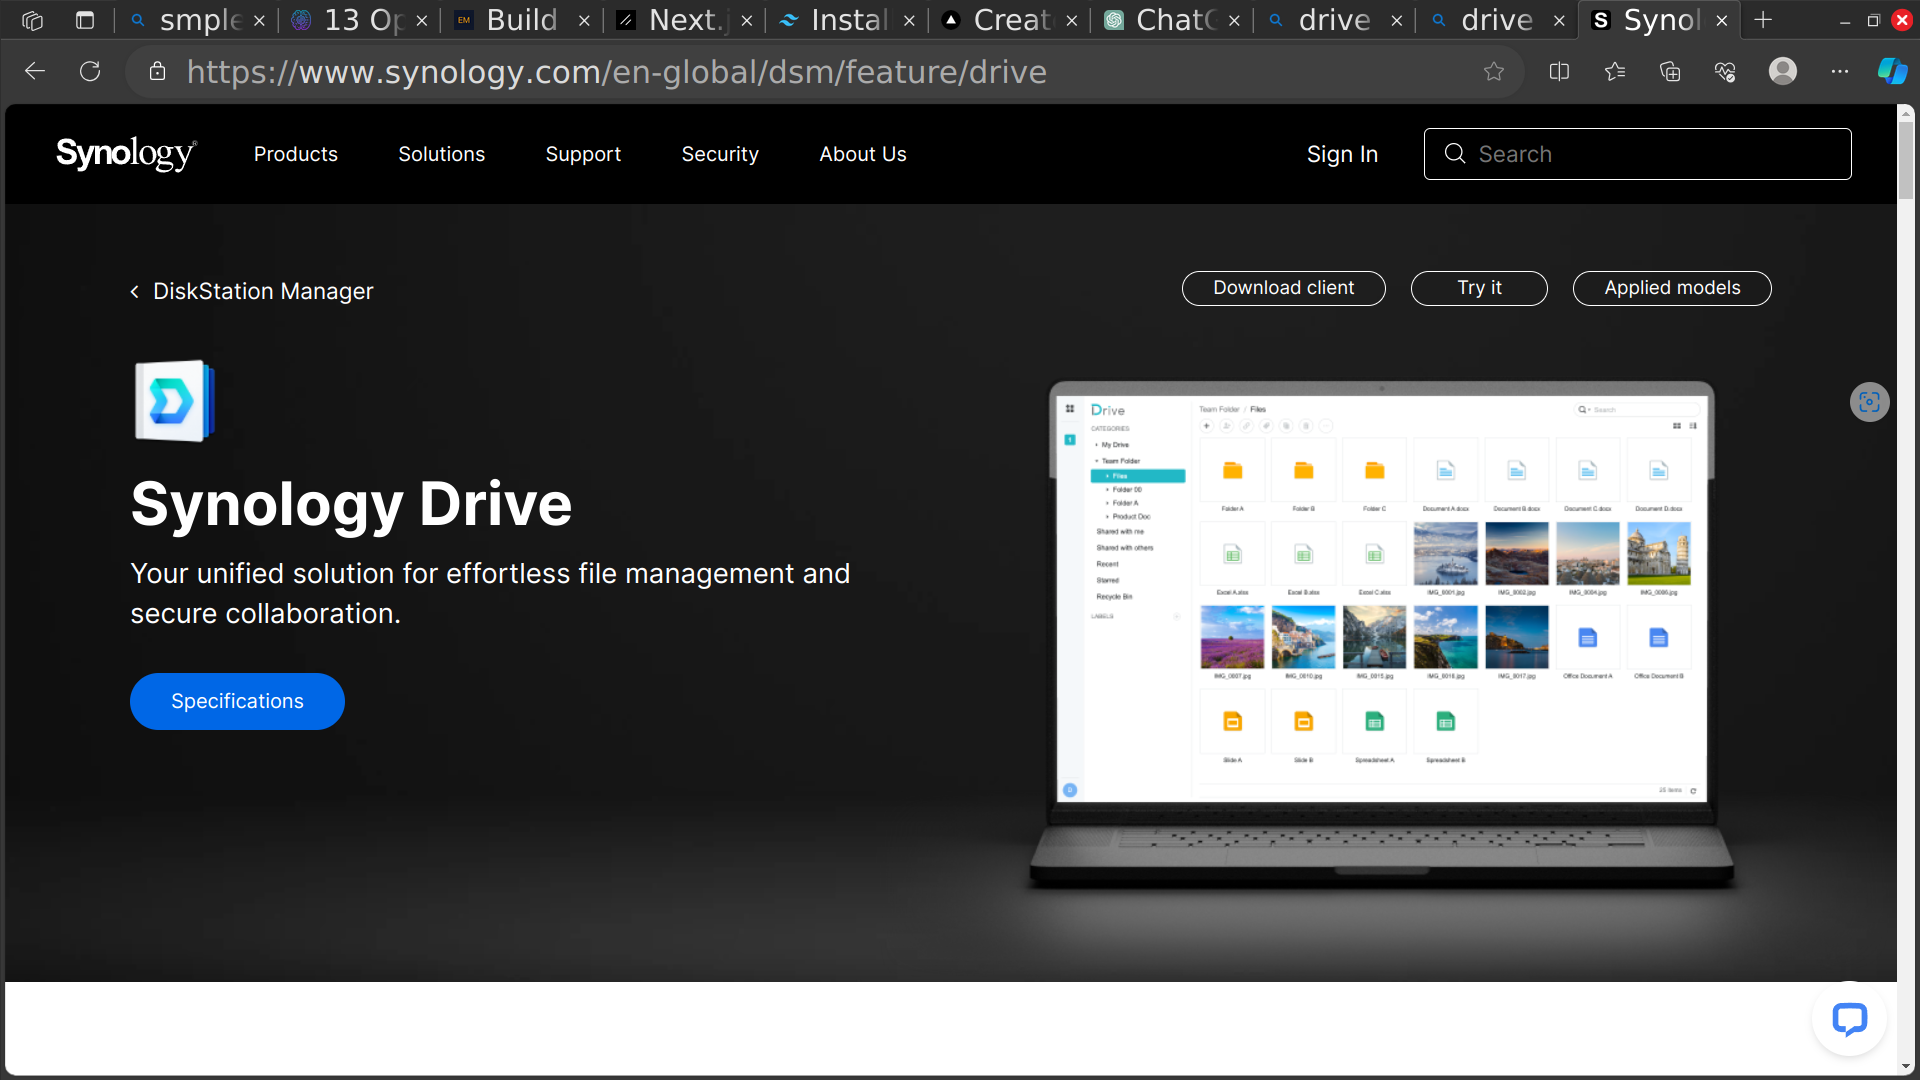 smple
13 Op
EM
Build
Next.j
Instal
Create
ChatG
drive
drive
Synol
https://www.synology.com/en-global/dsm/feature/drive
Synology
Products
Solutions
Support
Security
About Us
Sign In
Search
DiskStation Manager
Download client
Try it
Applied models
Synology Drive
Your unified solution for effortless file management and
secure collaboration.
Specifications
Drive
CATEGORIES
My Drive
Team Folder
Files
Folder 00
Folder A
Product Doc
Shared with me
Shared with others
Recent
Starred
Recycle Bin
LABELS
Team Folder / Files
Search
Folder A
Folder B
Folder C
Document A.docx
Document B.docx
Document C.docx
Document D.docx
Excel A.xlsx
Excel B.xlsx
Excel C.xlsx
IMG_0001.jpg
IMG_0002.jpg
IMG_0004.jpg
IMG_0006.jpg
IMG_0007.jpg
IMG_0010.jpg
IMG_0015.jpg
IMG_0016.jpg
IMG_0017.jpg
Office Document A
Office Document B
Slide A
Slide B
Spreadsheet A
Spreadsheet B
25 items